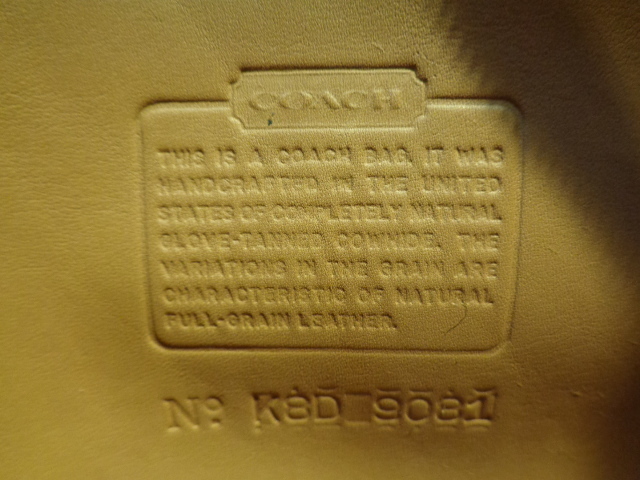 COACH
THIS IS A COACH BAG. IT WAS
HANDCRAFTED IN THE UNITED
STATES OF COMPLETELY NATURAL
GLOVE-TANNED COWHIDE. THE
VARIATIONS IN THE GRAIN ARE
CHARACTERISTIC OF NATURAL
FULL-GRAIN LEATHER.
Nº K8D 9081